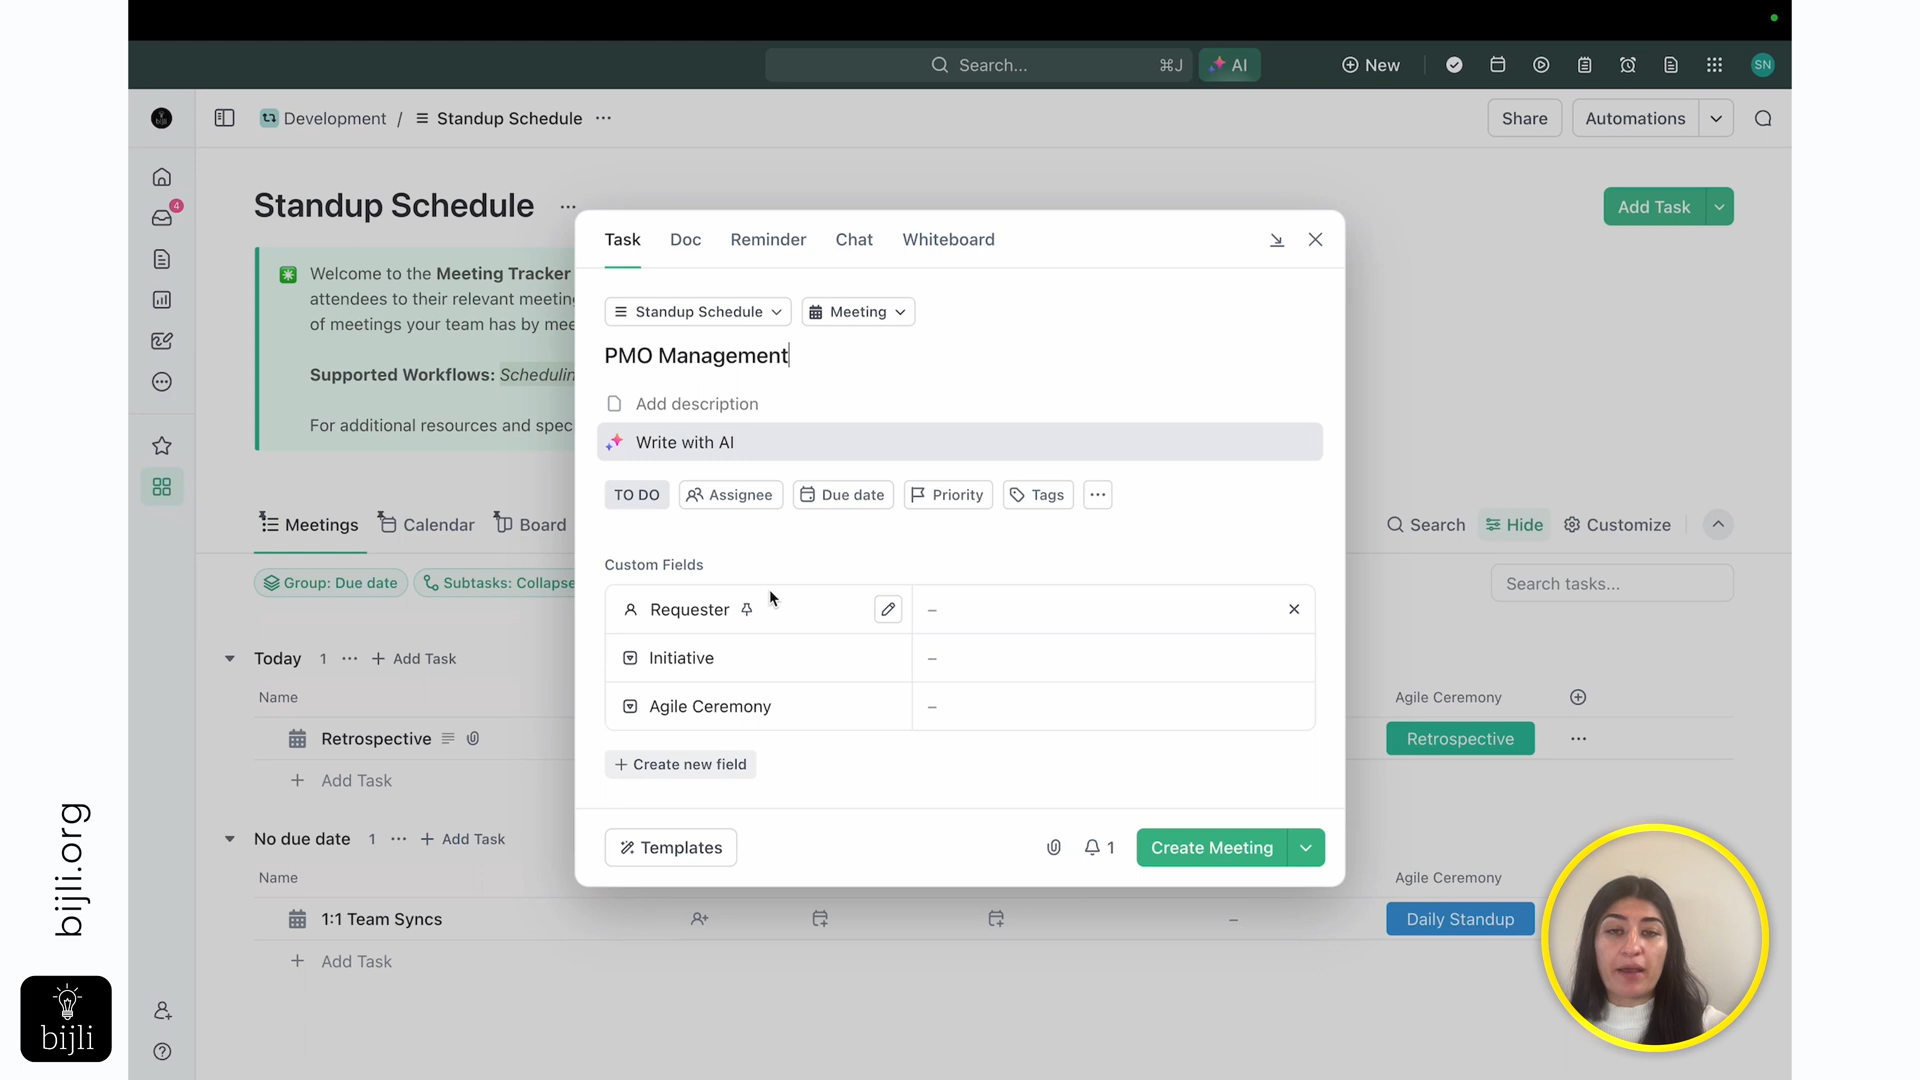 Search...
⌘J
AI
New
SN
bijli
Development / Standup Schedule ...
Share
Automations
4
Standup Schedule ...
Add Task
Welcome to the Meeting Tracker
attendees to their relevant
of meetings your team has by
Supported Workflows:
For additional resources and
Task
Doc
Reminder
Chat
Whiteboard
Standup Schedule
Meeting
PMO Management
Add description
Write with AI
TO DO
Assignee
Due date
Priority
Tags
...
Custom Fields
Requester
–
Initiative
–
Agile Ceremony
–
+ Create new field
Templates
1
Create Meeting
Meetings
Calendar
Board
Search
Hide
Customize
Group: Due date
Subtasks:
Search tasks...
Today 1 ... + Add Task
Name
Agile Ceremony
Retrospective
Retrospective
...
+ Add Task
No due date 1 ... + Add Task
Name
Agile Ceremony
1:1 Team Syncs
–
Daily Standup
+ Add Task
bijli.org
bijli